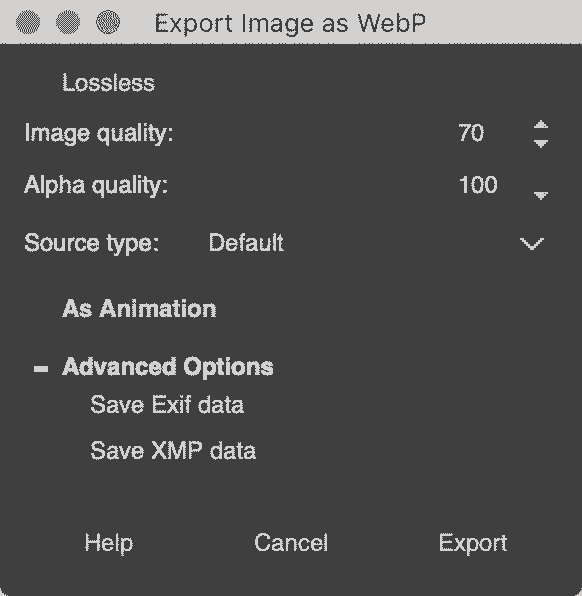 Export Image as WebP
Lossless
Image quality: 70
Alpha quality: 100
Source type: Default
As Animation
Advanced Options
Save Exif data
Save XMP data
Help Cancel Export